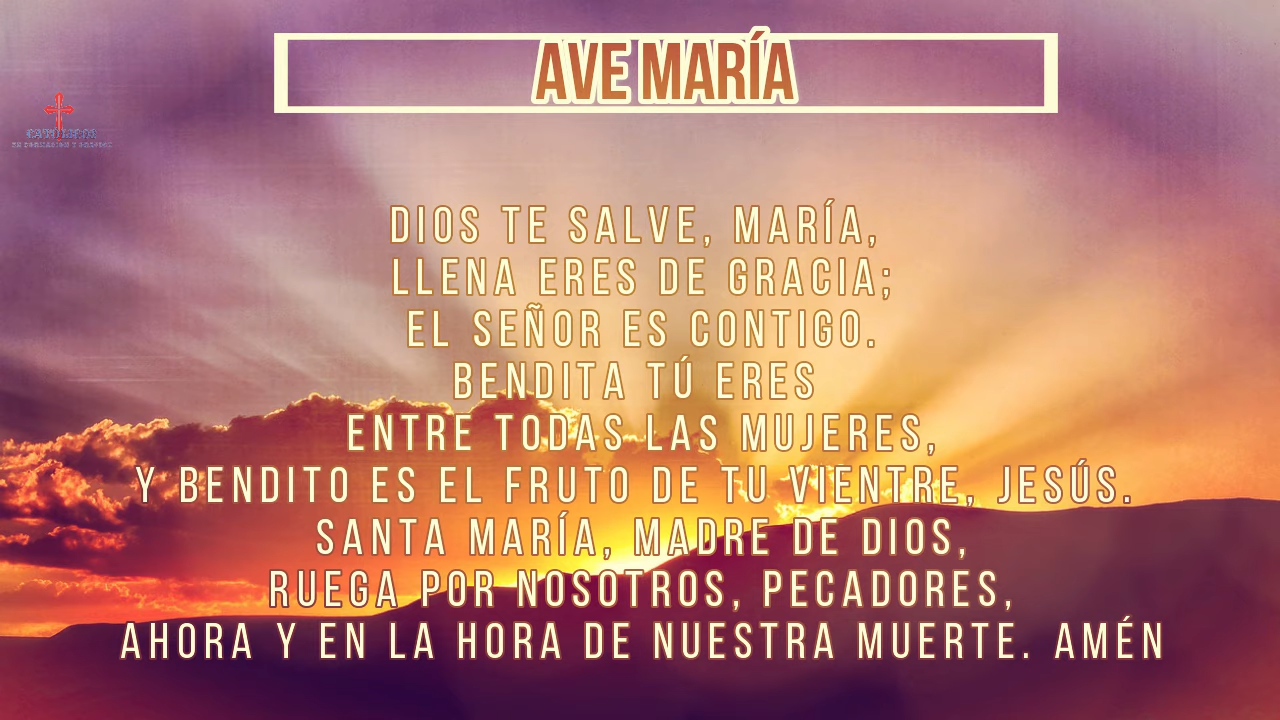 AVE MARÍA
DIOS TE SALVE, MARÍA,
LLENA ERES DE GRACIA;
EL SEÑOR ES CONTIGO.
BENDITA TÚ ERES
ENTRE TODAS LAS MUJERES,
Y BENDITO ES EL FRUTO DE TU VIENTRE, JESÚS.
SANTA MARÍA, MADRE DE DIOS,
RUEGA POR NOSOTROS, PECADORES,
AHORA Y EN LA HORA DE NUESTRA MUERTE. AMÉN